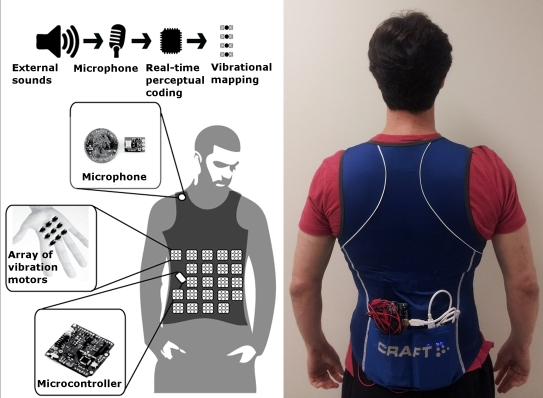 External
sounds
Microphone
Real-time
perceptual
coding
Vibrational
mapping
Microphone
Array of
vibration
motors
Microcontroller
CRAFT